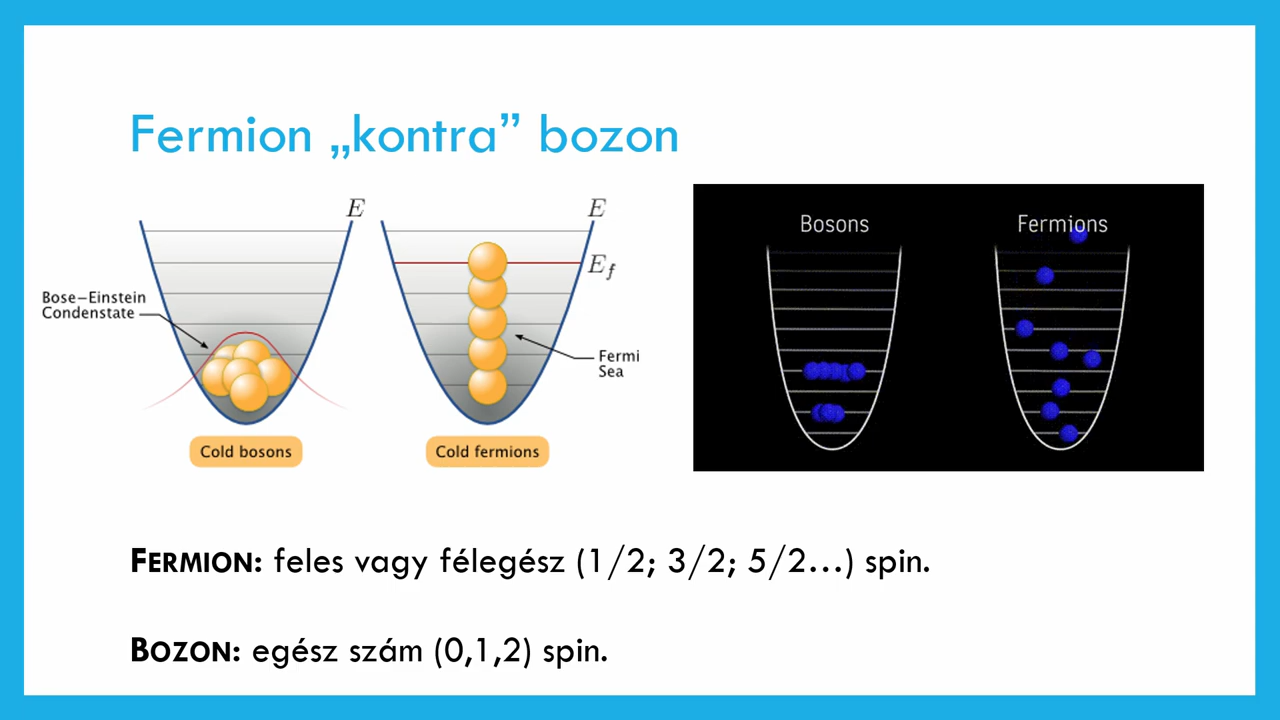 Fermion „kontra” bozon
E
E
E_f
Bose–Einstein
Condenstate
Fermi
Sea
Cold bosons
Cold fermions
Bosons
Fermions
FERMION: feles vagy félegész (1/2; 3/2; 5/2…) spin.
BOZON: egész szám (0,1,2) spin.